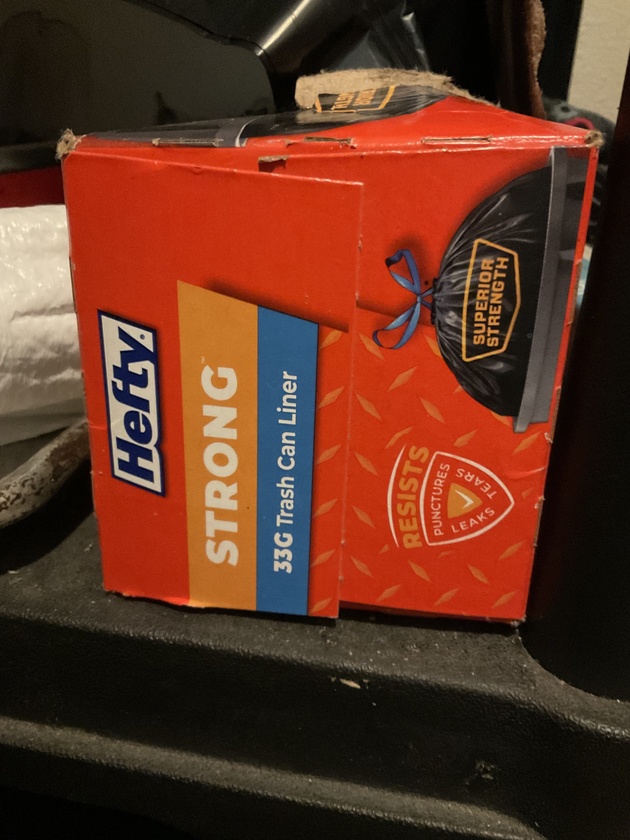 Hefty
STRONG
33G Trash Can Liner
SUPERIOR
STRENGTH
RESISTS
PUNCTURES
TEARS
LEAKS